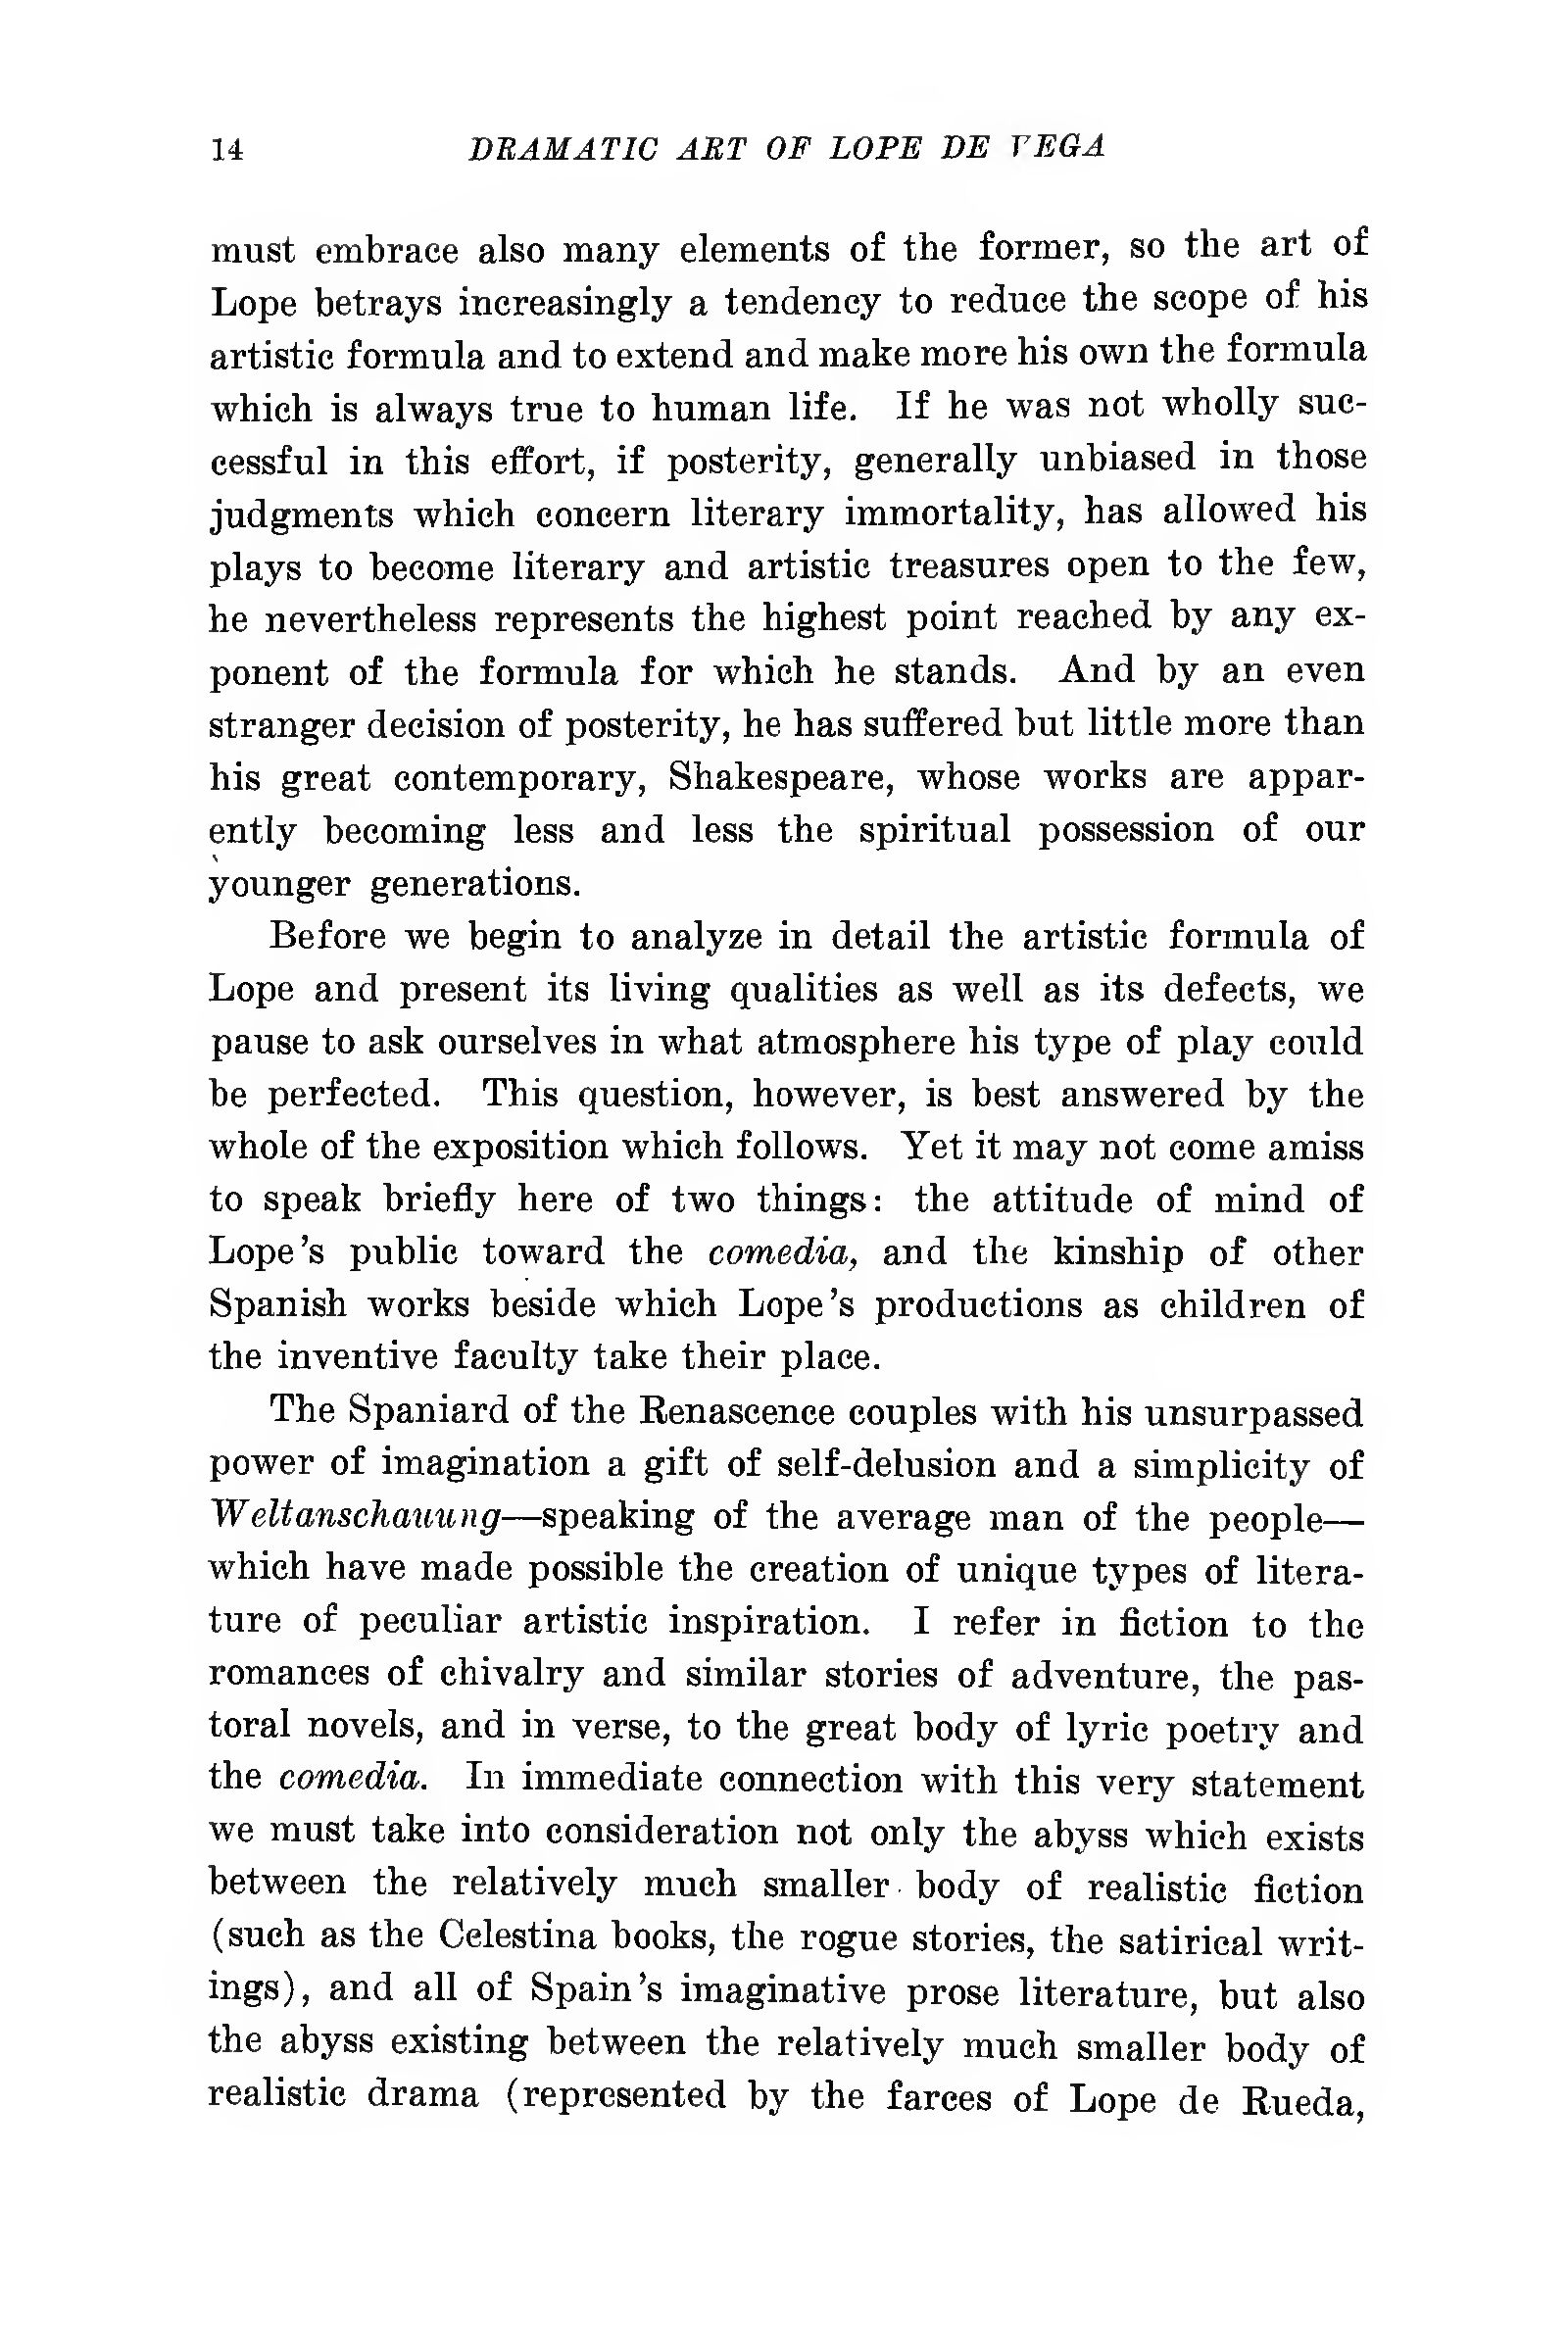 14 DRAMATIC ART OF LOPE DE VEGA
must embrace also many elements of the former, so the art of
Lope betrays increasingly a tendency to reduce the scope of his
artistic formula and to extend and make more his own the formula
which is always true to human life. If he was not wholly suc-
cessful in this effort, if posterity, generally unbiased in those
judgments which concern literary immortality, has allowed his
plays to become literary and artistic treasures open to the few,
he nevertheless represents the highest point reached by any ex-
ponent of the formula for which he stands. And by an even
stranger decision of posterity, he has suffered but little more than
his great contemporary, Shakespeare, whose works are appar-
ently becoming less and less the spiritual possession of our
younger generations.
Before we begin to analyze in detail the artistic formula of
Lope and present its living qualities as well as its defects, we
pause to ask ourselves in what atmosphere his type of play could
be perfected. This question, however, is best answered by the
whole of the exposition which follows. Yet it may not come amiss
to speak briefly here of two things: the attitude of mind of
Lope's public toward the comedia, and the kinship of other
Spanish works beside which Lope's productions as children of
the inventive faculty take their place.
The Spaniard of the Renascence couples with his unsurpassed
power of imagination a gift of self-delusion and a simplicity of
Weltanschauung—speaking of the average man of the people—
which have made possible the creation of unique types of litera-
ture of peculiar artistic inspiration. I refer in fiction to the
romances of chivalry and similar stories of adventure, the pas-
toral novels, and in verse, to the great body of lyric poetry and
the comedia. In immediate connection with this very statement
we must take into consideration not only the abyss which exists
between the relatively much smaller body of realistic fiction
(such as the Celestina books, the rogue stories, the satirical writ-
ings), and all of Spain's imaginative prose literature, but also
the abyss existing between the relatively much smaller body of
realistic drama (represented by the farces of Lope de Rueda,